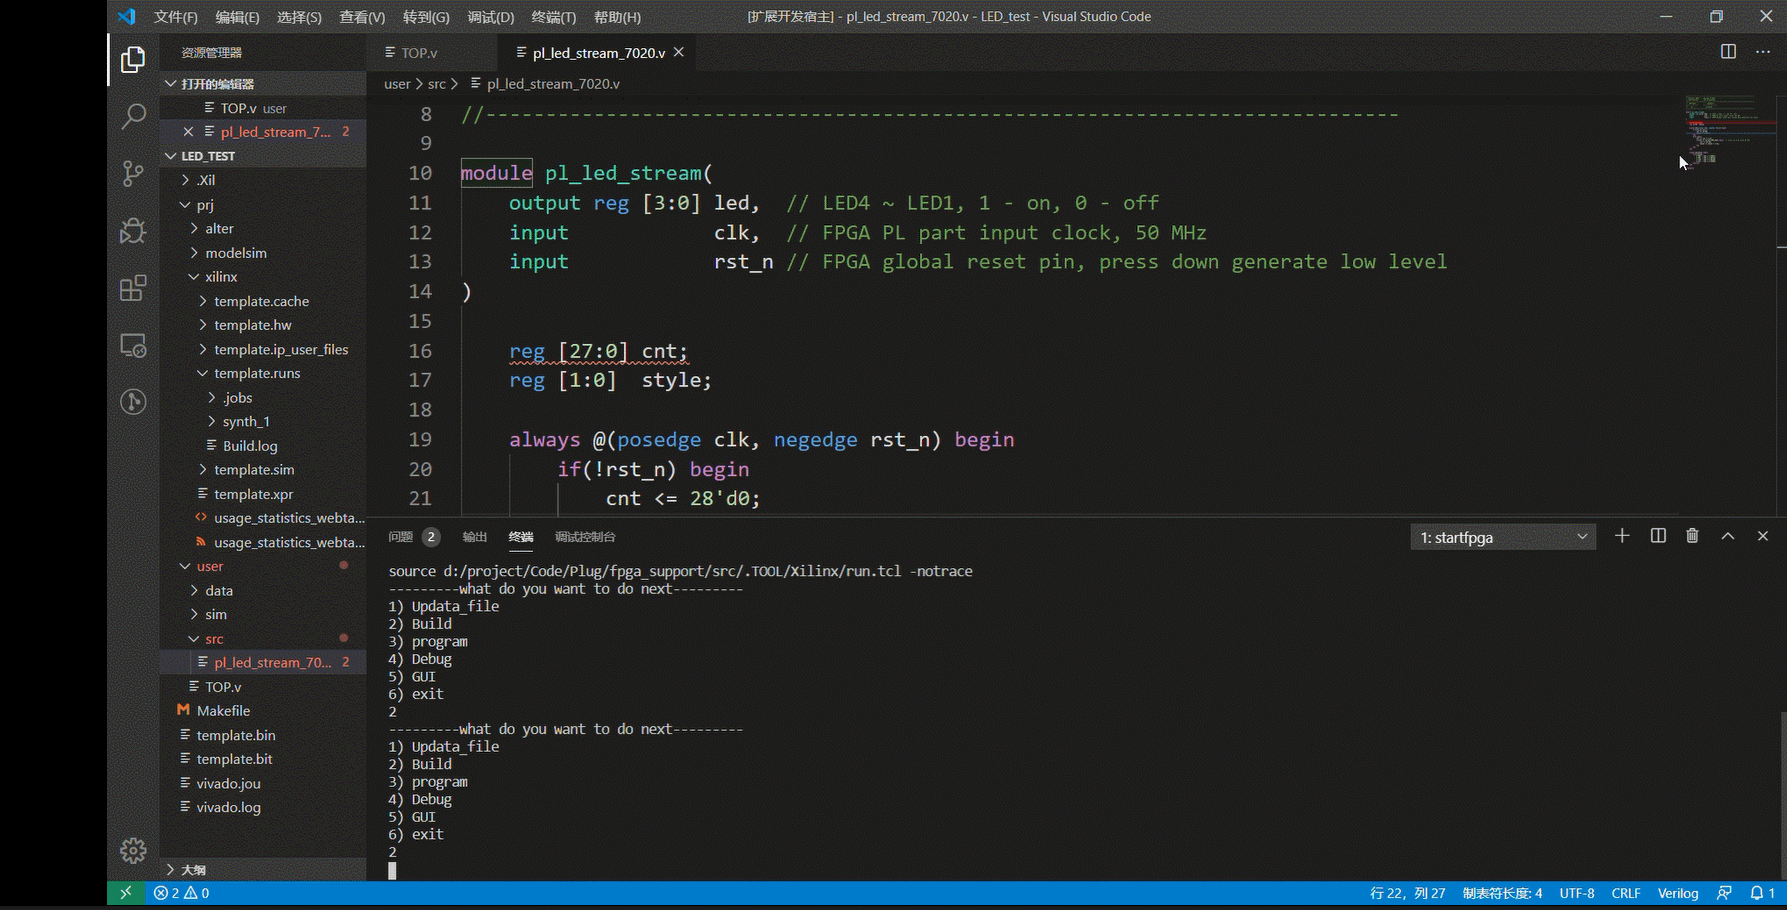 文件(F) 编辑(E) 选择(S) 查看(V) 转到(G) 调试(D) 终端(T) 帮助(H) [扩展开发宿主] - pl_led_stream_7020.v - LED_test - Visual Studio Code
资源管理器
打开的编辑器
TOP.v user
pl_led_stream_7... 2
LED_TEST
.Xil
prj
alter
modelsim
xilinx
template.cache
template.hw
template.ip_user_files
template.runs
.jobs
synth_1
Build.log
template.sim
template.xpr
usage_statistics_webta...
usage_statistics_webta...
user
data
sim
src
pl_led_stream_70... 2
TOP.v
Makefile
template.bin
template.bit
vivado.jou
vivado.log
大纲
TOP.v pl_led_stream_7020.v
user > src > pl_led_stream_7020.v
8 //----------------------------------------------------------------------------
9
10 module pl_led_stream(
11 output reg [3:0] led, // LED4 ~ LED1, 1 - on, 0 - off
12 input clk, // FPGA PL part input clock, 50 MHz
13 input rst_n // FPGA global reset pin, press down generate low level
14 )
15
16 reg [27:0] cnt;
17 reg [1:0] style;
18
19 always @(posedge clk, negedge rst_n) begin
20 if(!rst_n) begin
21 cnt <= 28'd0;
问题 2 输出 终端 调试控制台 1: startfpga
source d:/project/Code/Plug/fpga_support/src/.TOOL/Xilinx/run.tcl -notrace
---------what do you want to do next---------
1) Updata_file
2) Build
3) program
4) Debug
5) GUI
6) exit
2
---------what do you want to do next---------
1) Updata_file
2) Build
3) program
4) Debug
5) GUI
6) exit
2
2 0 行 22，列 27 制表符长度: 4 UTF-8 CRLF Verilog 1